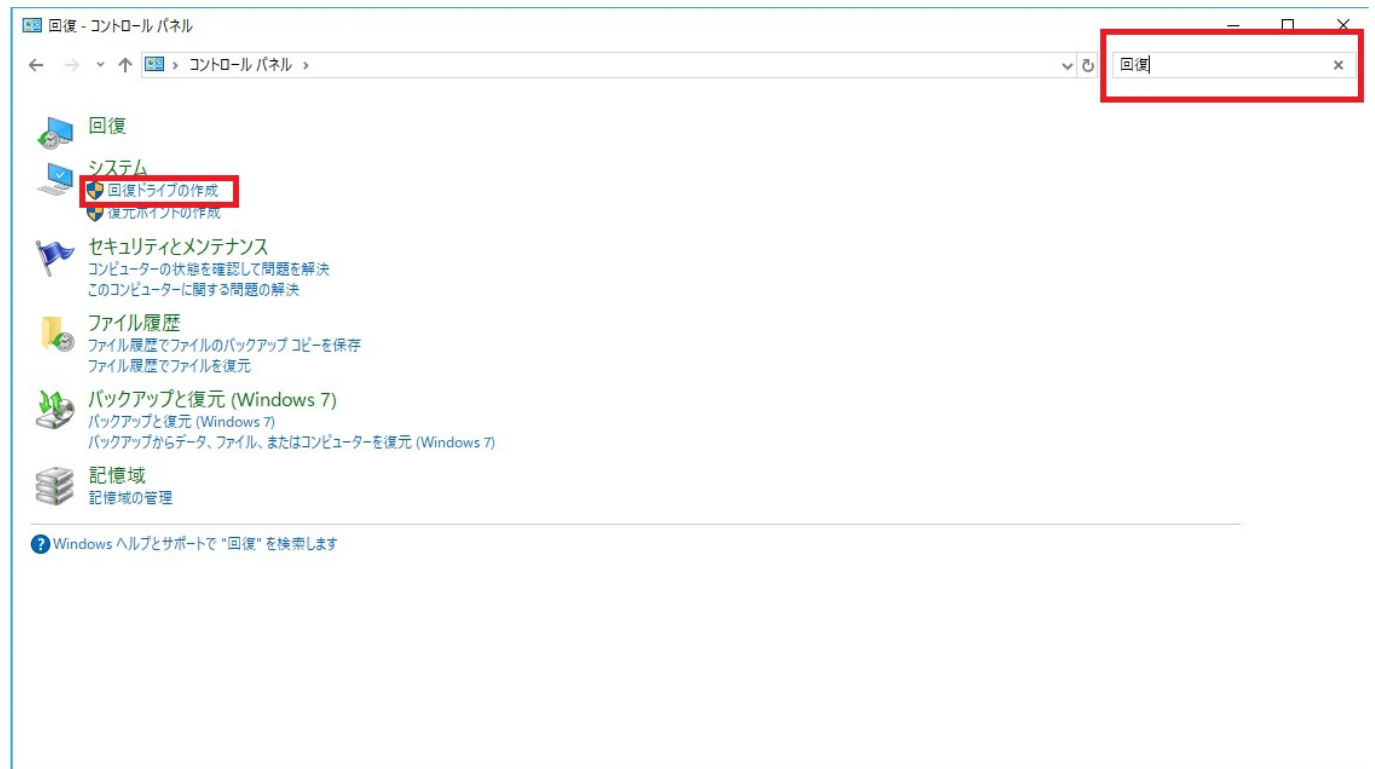 回復 - コントロール パネル
コントロール パネル
回復
回復
システム
回復ドライブの作成
復元ポイントの作成
セキュリティとメンテナンス
コンピューターの状態を確認して問題を解決
このコンピューターに関する問題の解決
ファイル履歴
ファイル履歴でファイルのバックアップ コピーを保存
ファイル履歴でファイルを復元
バックアップと復元 (Windows 7)
バックアップと復元 (Windows 7)
バックアップからデータ、ファイル、またはコンピューターを復元 (Windows 7)
記憶域
記憶域の管理
Windows ヘルプとサポートで "回復" を検索します